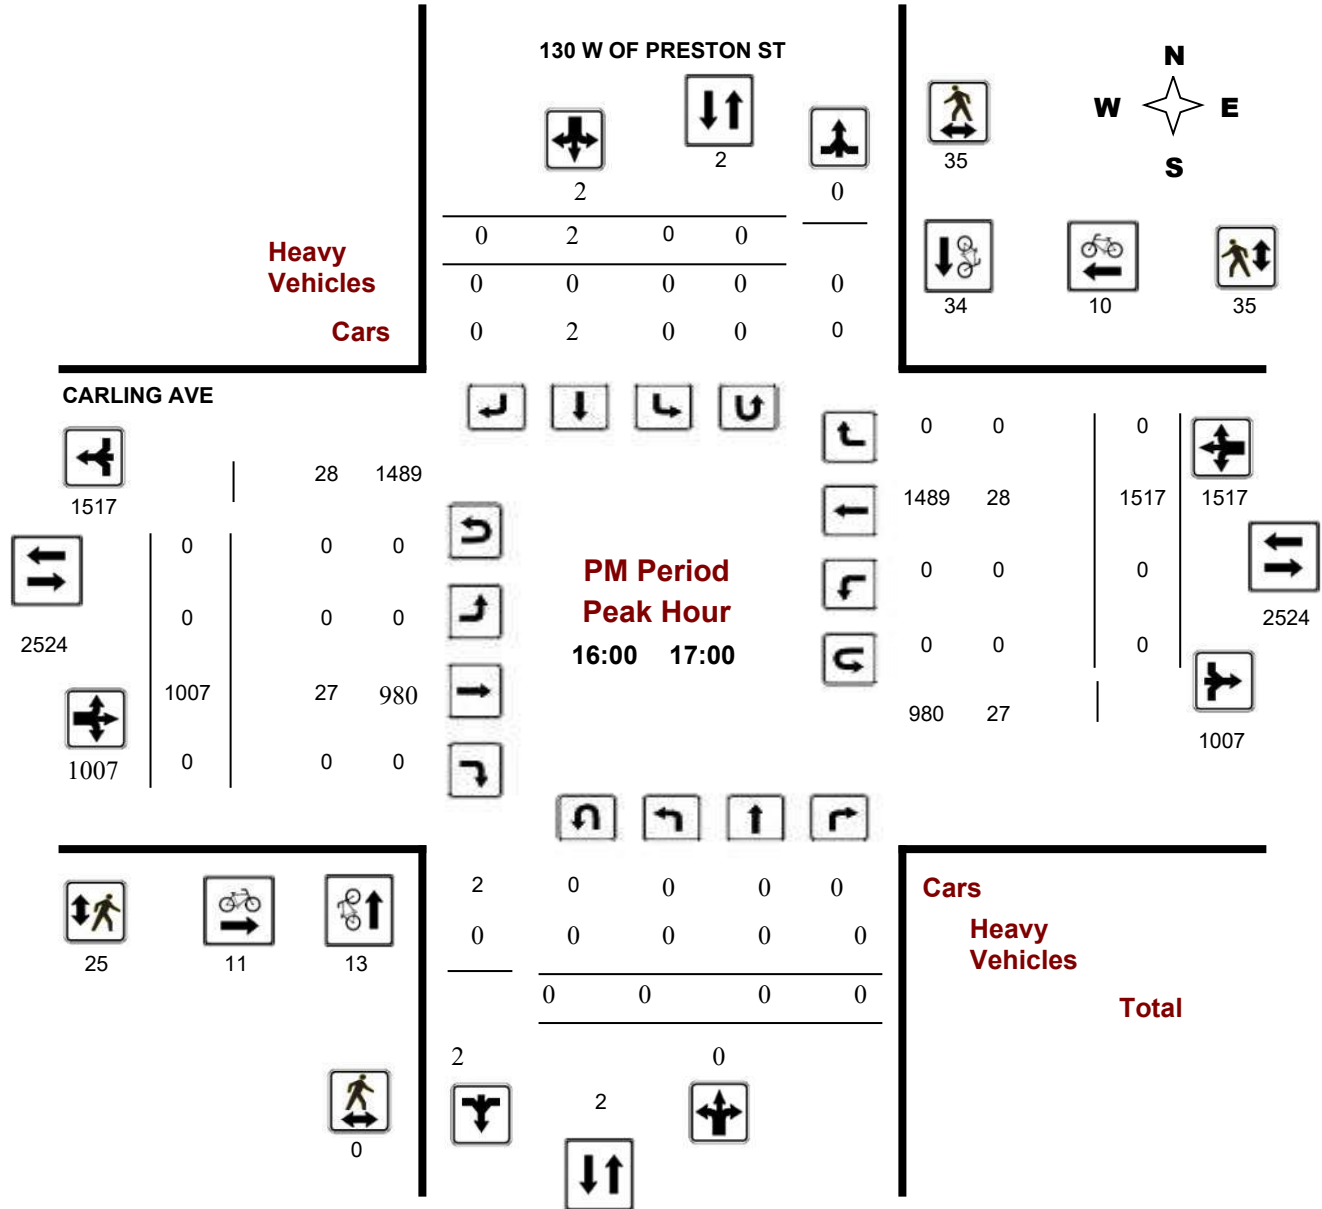 130 W OF PRESTON ST
N
W E
S
2
35
2 0
0 2 0 0
Heavy
Vehicles
0 0 0 0 0
34 10 35
Cars
0 2 0 0 0
CARLING AVE
0 0 0
28 1489
1517
1489 28 1517 1517
0 0 0
0 0 0
PM Period
Peak Hour
16:00 17:00
0 0 0
2524
0 0 0
2524
0 0 0
1007 27 980
980 27
1007
1007
0 0 0
2 0 0 0 0
Cars
0 0 0 0 0
Heavy
Vehicles
25 11 13
0 0 0 0
Total
2 0
2
0